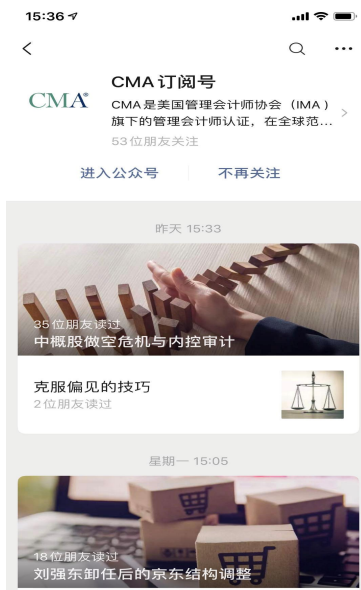 15:36
CMA订阅号
CMA
CMA是美国管理会计师协会（IMA）
旗下的管理会计师认证，在全球范...
53位朋友关注
进入公众号 不再关注
昨天 15:33
35位朋友读过
中概股做空危机与内控审计
克服偏见的技巧
2位朋友读过
星期一 15:05
18位朋友读过
刘强东卸任后的京东结构调整